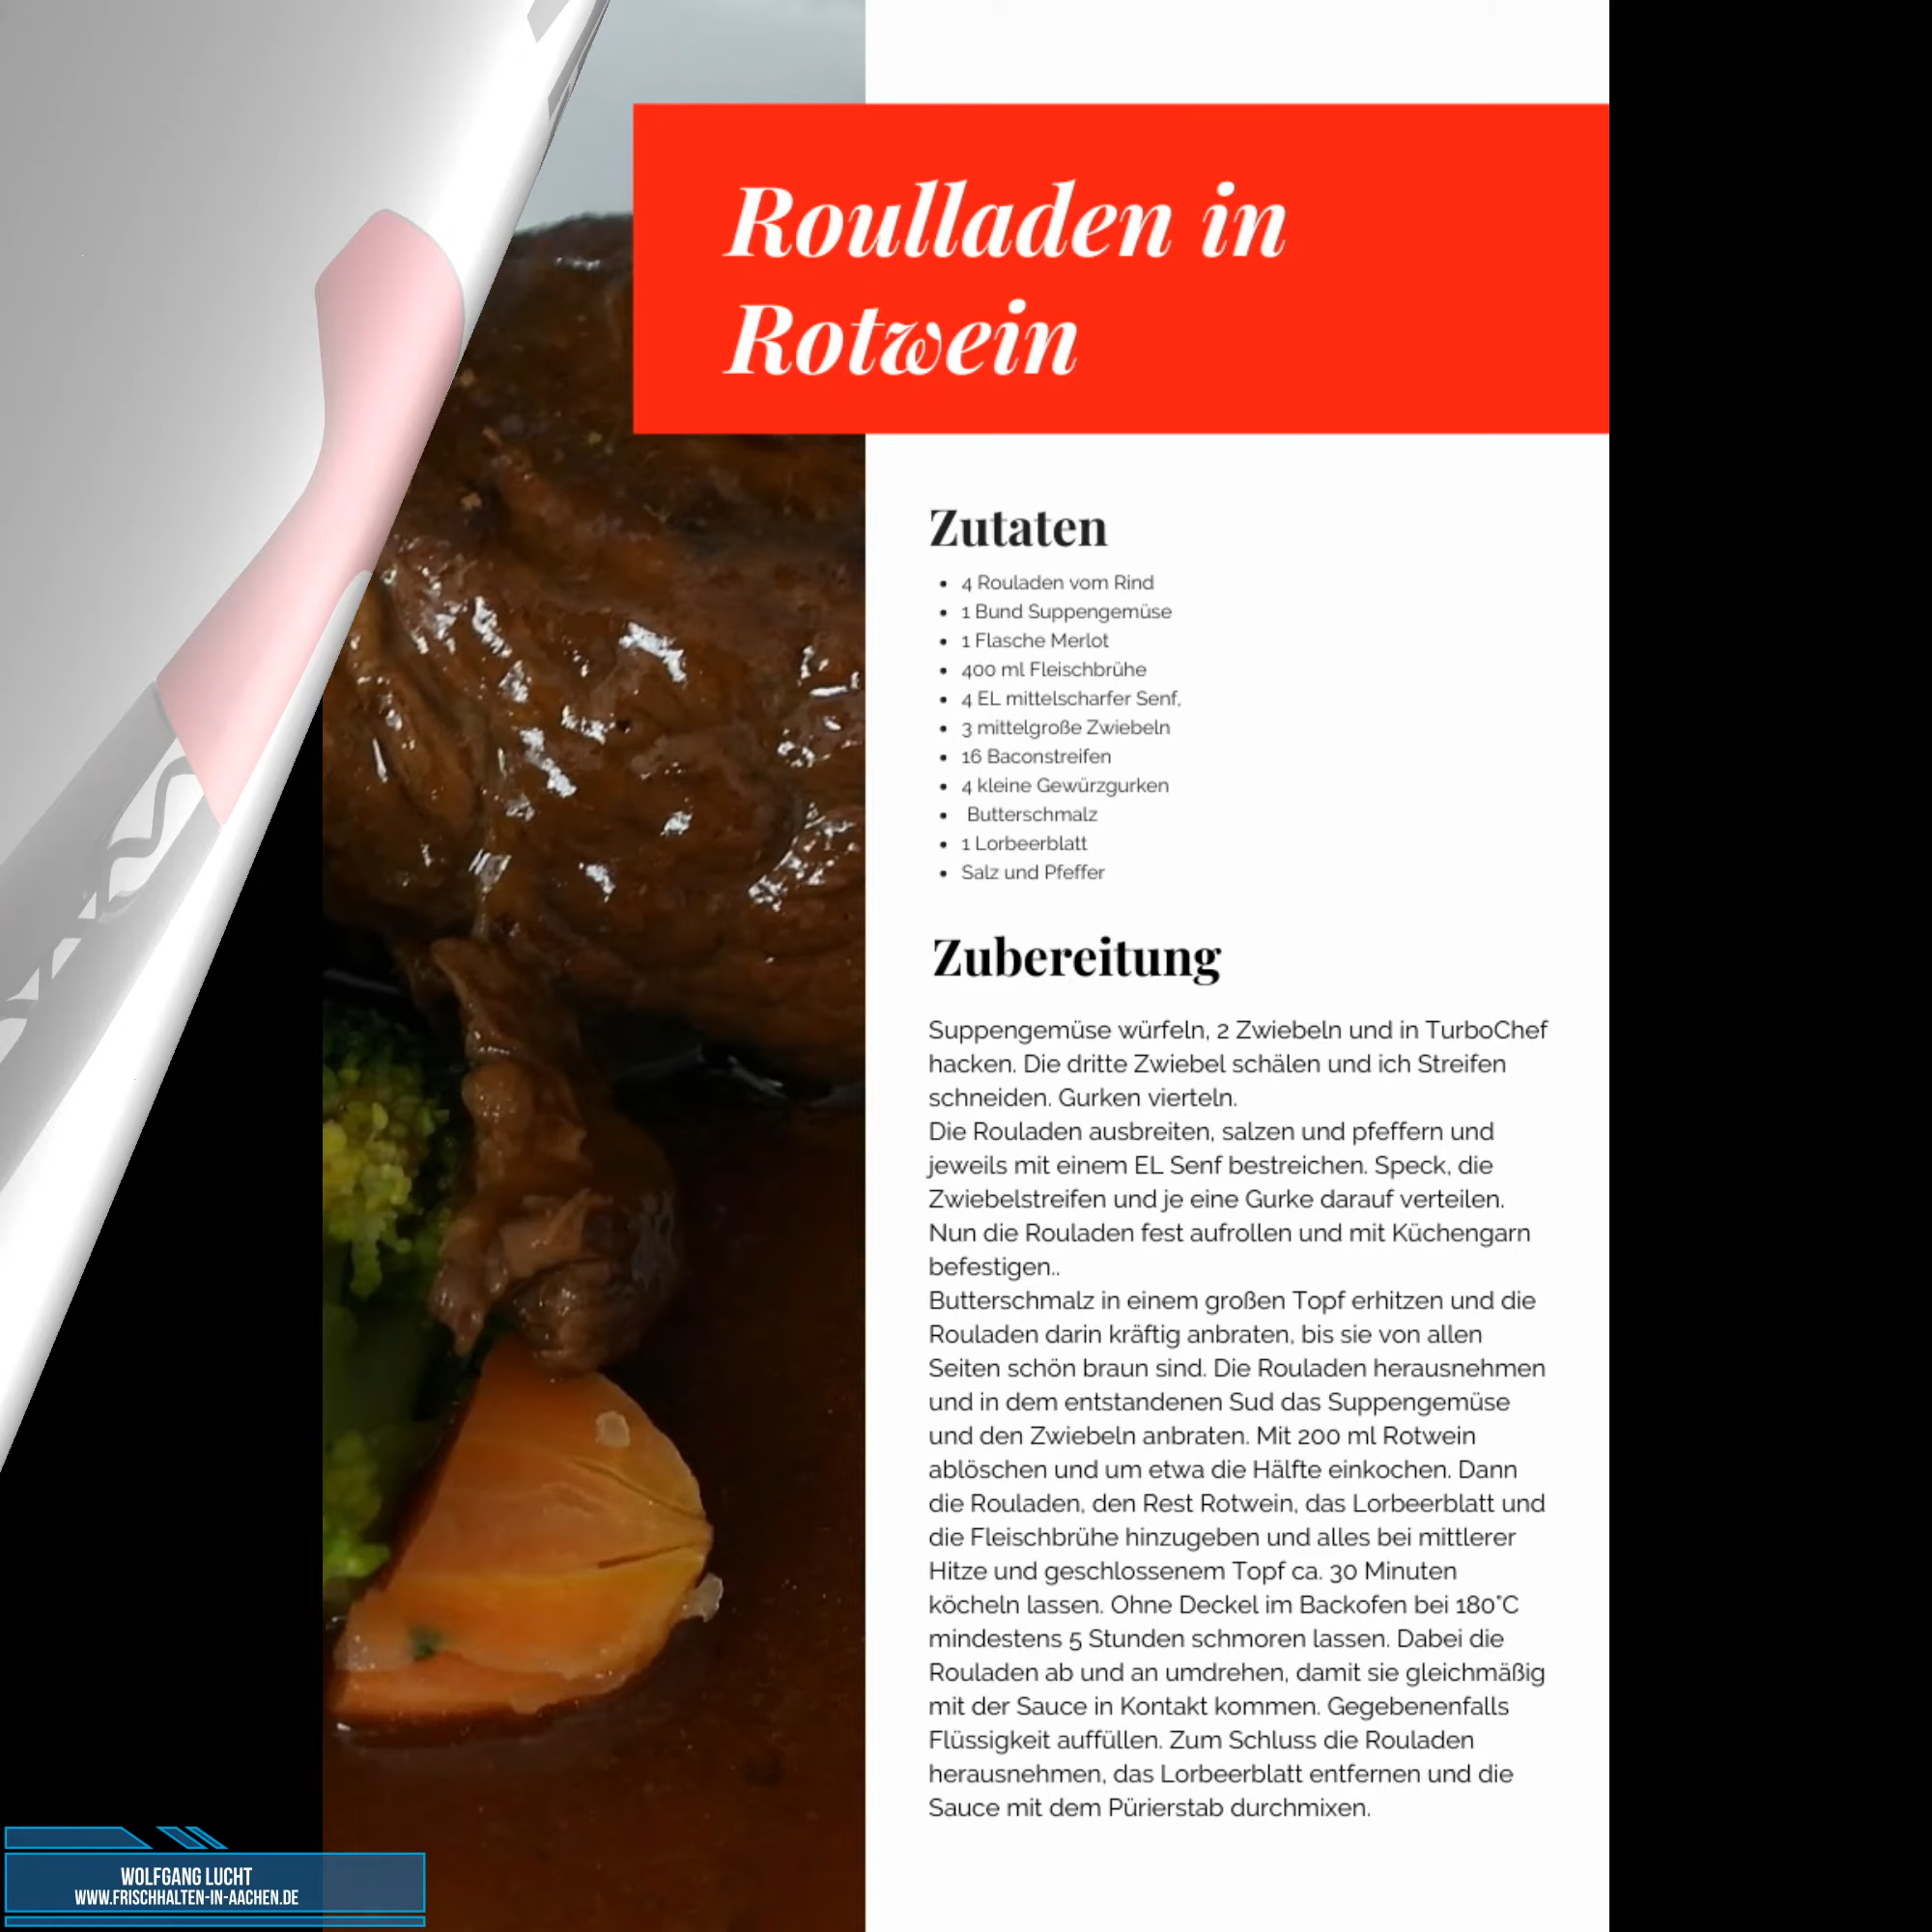 Roulladen in
Rotwein
Zutaten
• 4 Rouladen vom Rind
• 1 Bund Suppengemüse
• 1 Flasche Merlot
• 400 ml Fleischbrühe
• 4 EL mittelscharfer Senf,
• 3 mittelgroße Zwiebeln
• 16 Baconstreifen
• 4 kleine Gewürzgurken
• Butterschmalz
• 1 Lorbeerblatt
• Salz und Pfeffer
Zubereitung
Suppengemüse würfeln, 2 Zwiebeln und in TurboChef
hacken. Die dritte Zwiebel schälen und ich Streifen
schneiden. Gurken vierteln.
Die Rouladen ausbreiten, salzen und pfeffern und
jeweils mit einem EL Senf bestreichen. Speck, die
Zwiebelstreifen und je eine Gurke darauf verteilen.
Nun die Rouladen fest aufrollen und mit Küchengarn
befestigen..
Butterschmalz in einem großen Topf erhitzen und die
Rouladen darin kräftig anbraten, bis sie von allen
Seiten schön braun sind. Die Rouladen herausnehmen
und in dem entstandenen Sud das Suppengemüse
und den Zwiebeln anbraten. Mit 200 ml Rotwein
ablöschen und um etwa die Hälfte einkochen. Dann
die Rouladen, den Rest Rotwein, das Lorbeerblatt und
die Fleischbrühe hinzugeben und alles bei mittlerer
Hitze und geschlossenem Topf ca. 30 Minuten
köcheln lassen. Ohne Deckel im Backofen bei 180°C
mindestens 5 Stunden schmoren lassen. Dabei die
Rouladen ab und an umdrehen, damit sie gleichmäßig
mit der Sauce in Kontakt kommen. Gegebenenfalls
Flüssigkeit auffüllen. Zum Schluss die Rouladen
herausnehmen, das Lorbeerblatt entfernen und die
Sauce mit dem Pürierstab durchmixen.
WOLFGANG LUCHT
WWW.FRISCHHALTEN-IN-AACHEN.DE